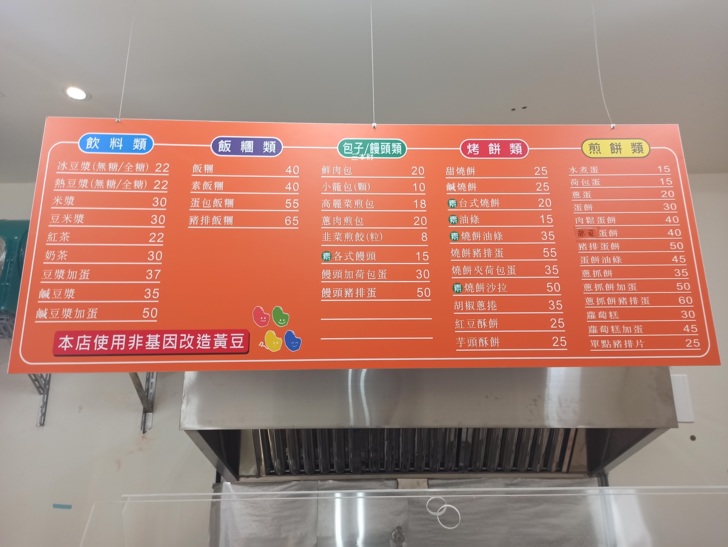 飲料類
冰豆漿(無糖/全糖) 22
熱豆漿(無糖/全糖) 22
米漿 30
豆米漿 30
紅茶 22
奶茶 30
豆漿加蛋 37
鹹豆漿 35
鹹豆漿加蛋 50
本店使用非基因改造黃豆
飯糰類
飯糰 40
素飯糰 40
蛋包飯糰 55
豬排飯糰 65
包子/饅頭類
鮮肉包 20
小籠包(顆) 10
高麗菜煎包 18
蔥肉煎包 20
韭菜煎餃(粒) 8
素 各式饅頭 15
饅頭加荷包蛋 30
饅頭豬排蛋 50
烤餅類
甜燒餅 25
鹹燒餅 25
素 台式燒餅 20
素 油條 15
素 燒餅油條 35
燒餅豬排蛋 55
燒餅夾荷包蛋 35
素 燒餅沙拉 50
胡椒蔥捲 35
紅豆酥餅 25
芋頭酥餅 25
煎餅類
水煮蛋 15
荷包蛋 15
蔥蛋 20
蛋餅 30
肉鬆蛋餅 40
蛋餅 40
豬排蛋餅 50
蛋餅油條 45
蔥抓餅 35
蔥抓餅加蛋 50
蔥抓餅豬排蛋 60
蘿蔔糕 30
蘿蔔糕加蛋 45
單點豬排片 25